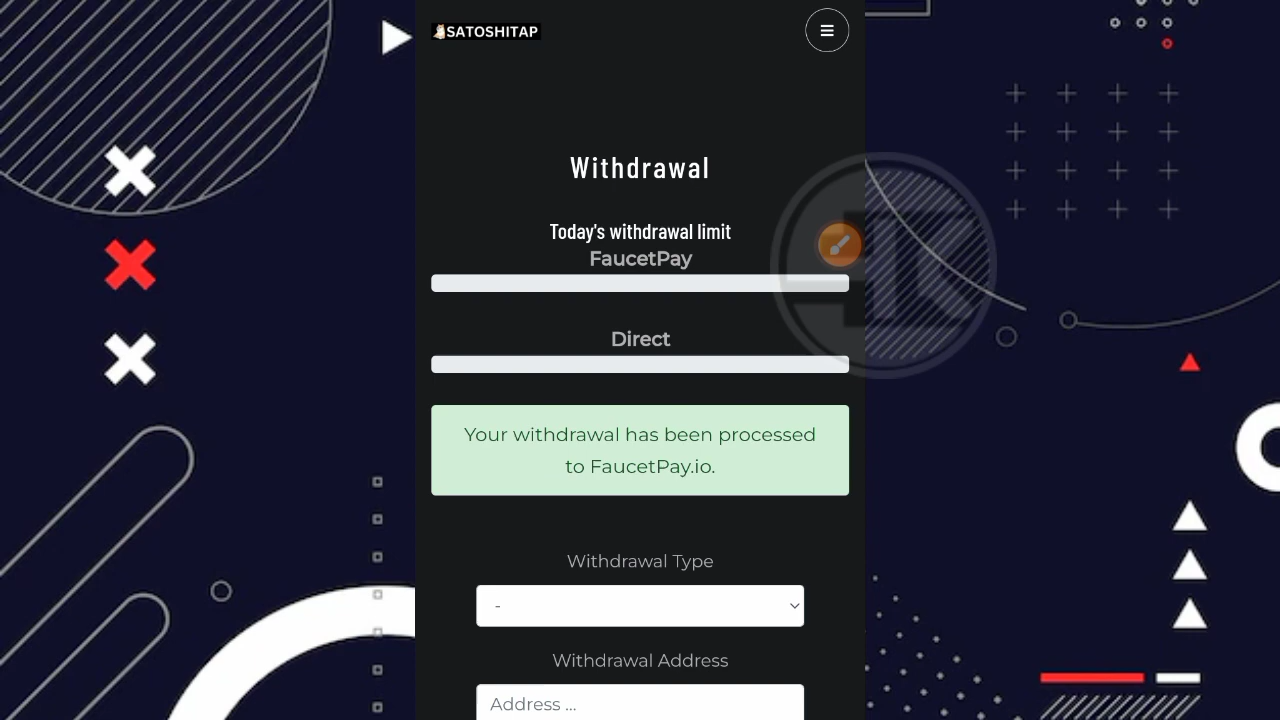 SATOSHITAP
Withdrawal
Today's withdrawal limit
FaucetPay
Direct
Your withdrawal has been processed
to FaucetPay.io.
Withdrawal Type
-
Withdrawal Address
Address ...